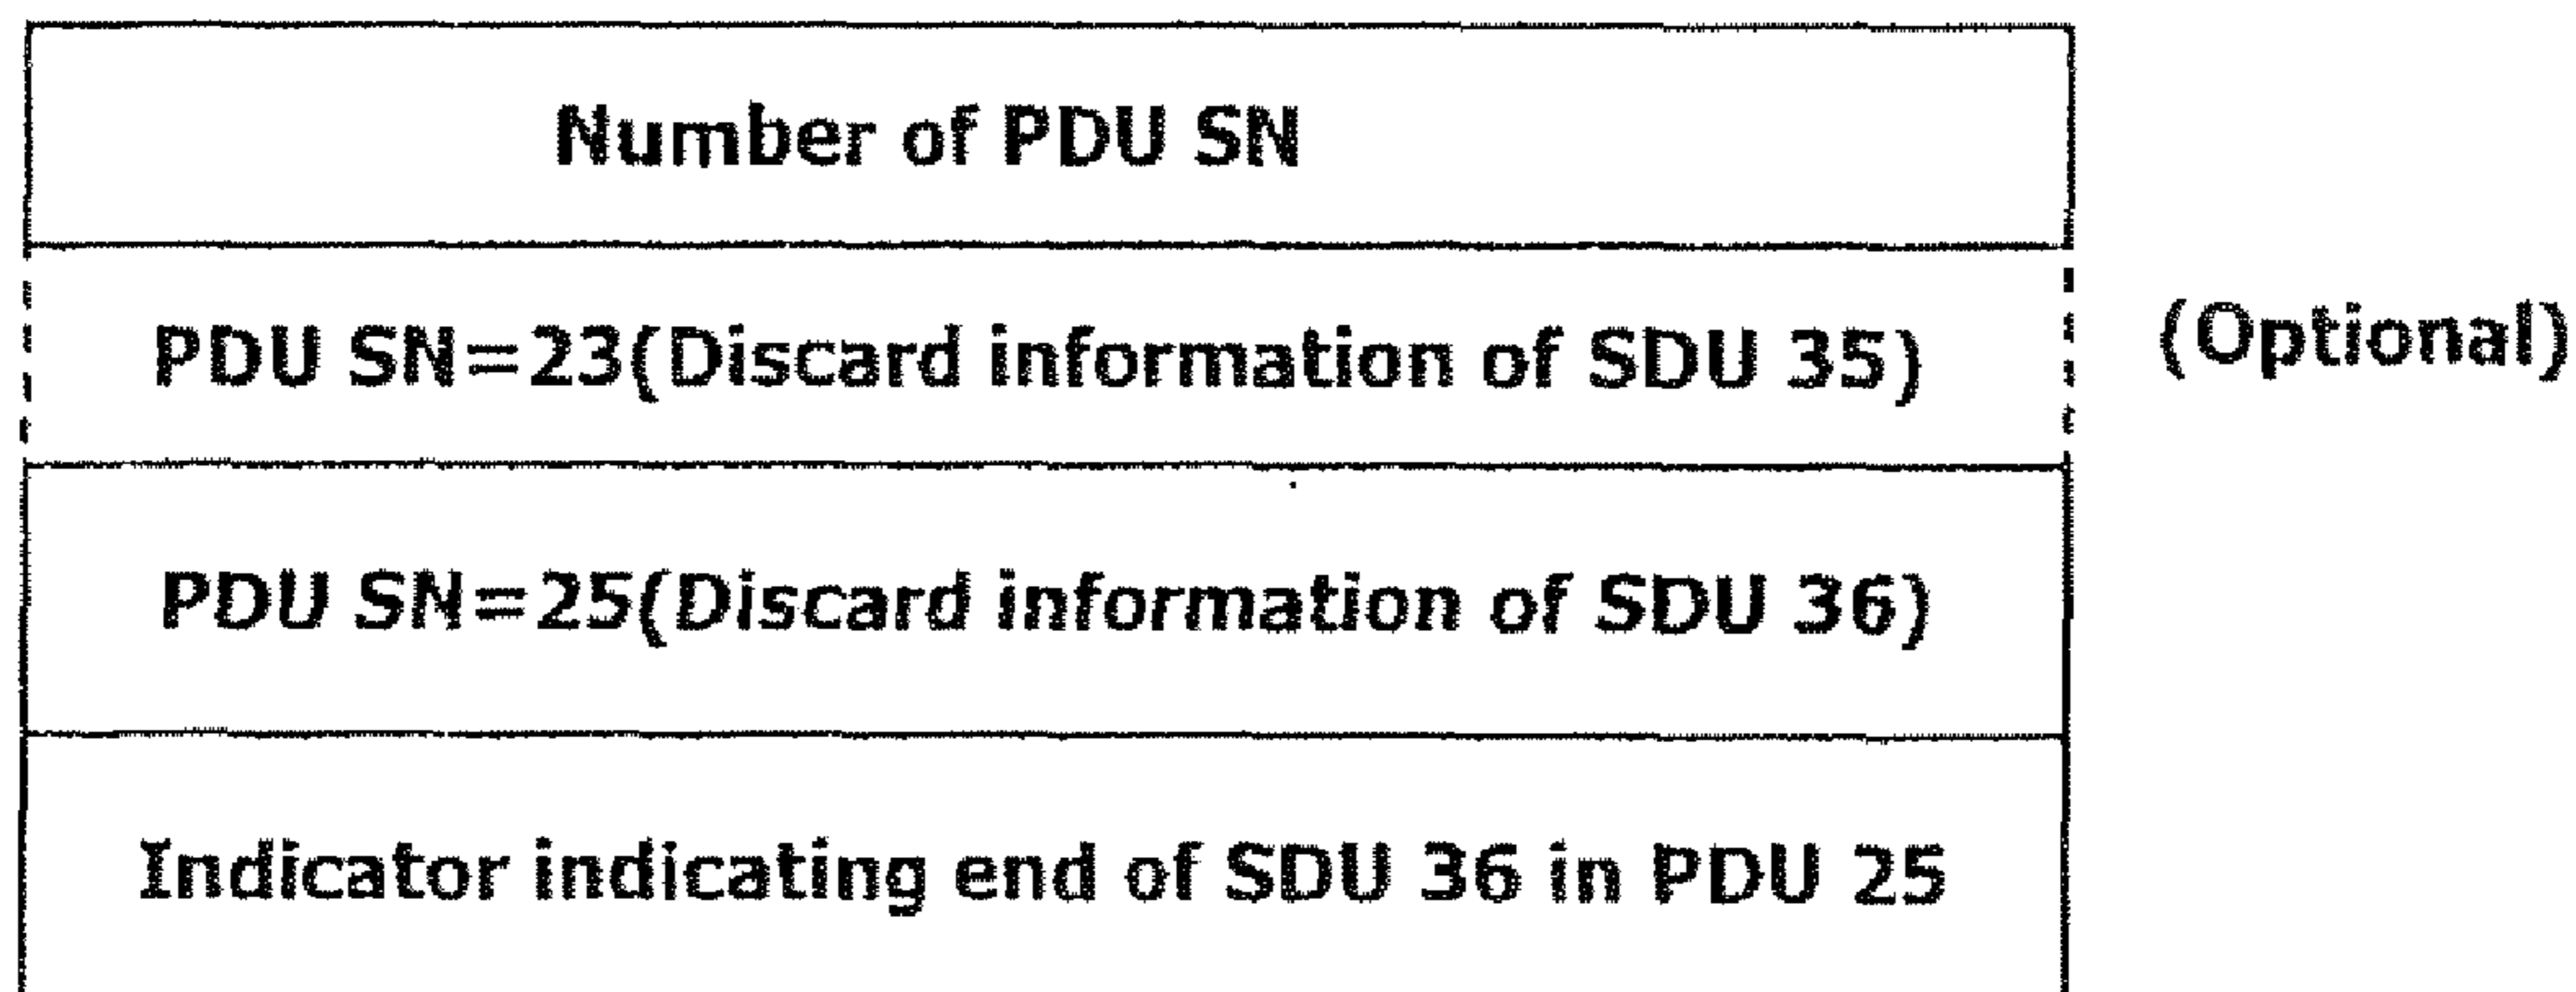 Number of PDU SN
PDU SN=23(Discard information of SDU 35)
(Optional)
PDU SN=25(Discard information of SDU 36)
Indicator indicating end of SDU 36 in PDU 25